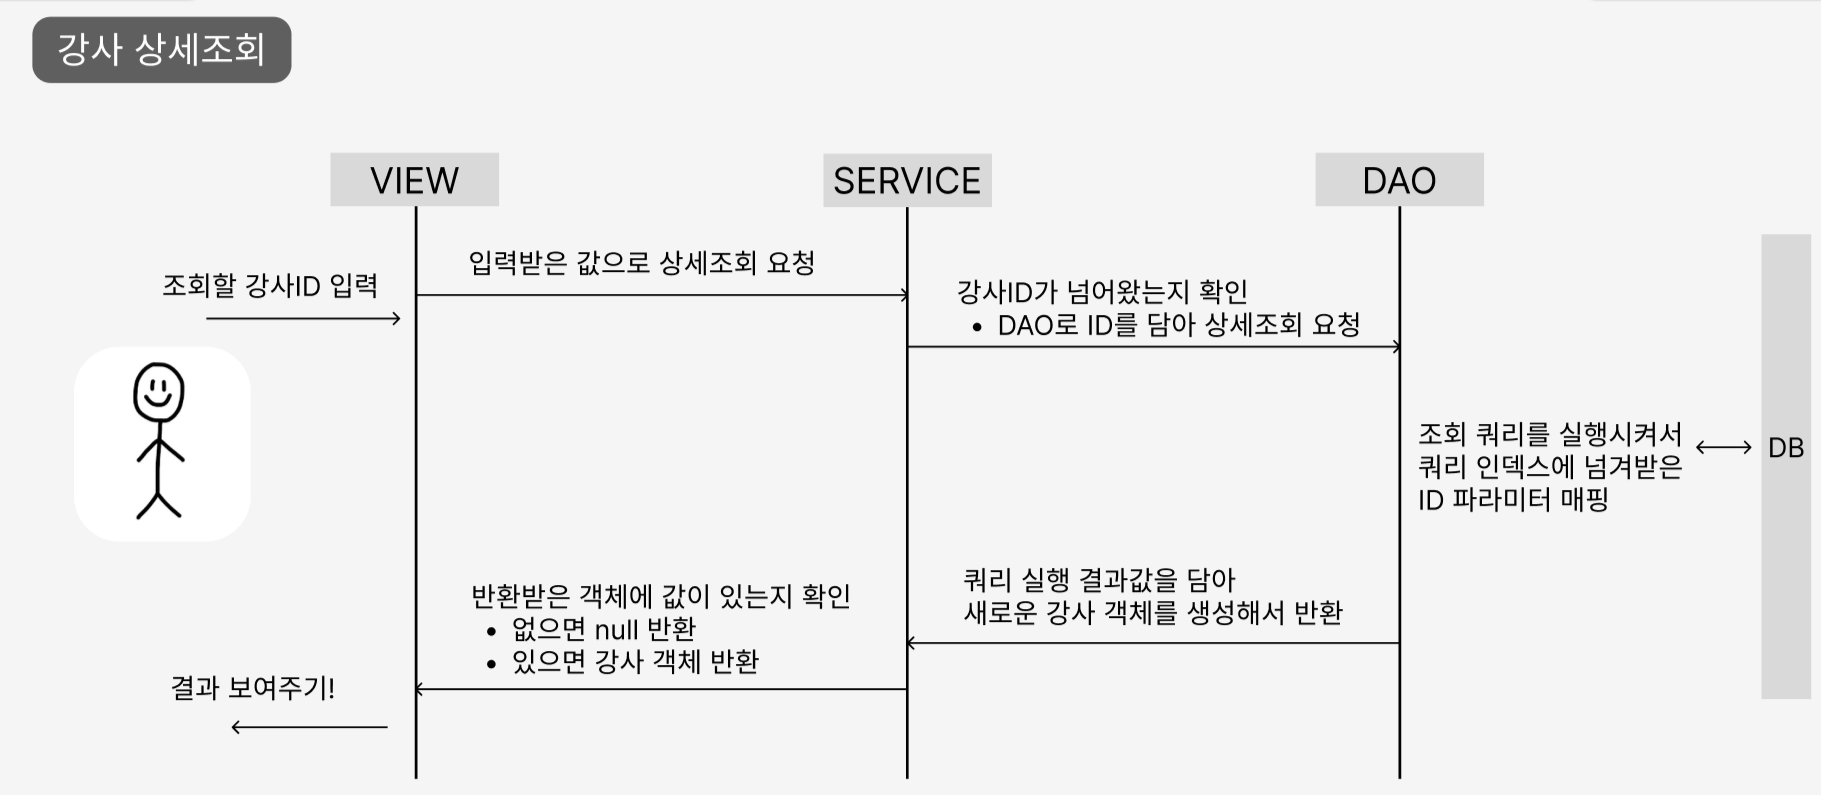 강사 상세조회
VIEW
SERVICE
DAO
조회할 강사ID 입력
입력받은 값으로 상세조회 요청
강사ID가 넘어왔는지 확인
• DAO로 ID를 담아 상세조회 요청
조회 쿼리를 실행시켜서
쿼리 인덱스에 넘겨받은
ID 파라미터 매핑
DB
쿼리 실행 결과값을 담아
새로운 강사 객체를 생성해서 반환
반환받은 객체에 값이 있는지 확인
• 없으면 null 반환
• 있으면 강사 객체 반환
결과 보여주기!